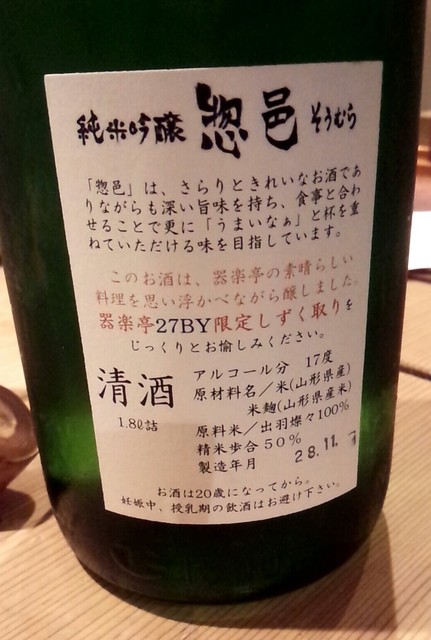 純米吟醸 惣邑 そうむら
「惣邑」は、さらりときれいなお酒であ
りながらも深い旨味を持ち、食事と合わ
せることで更に「うまいなぁ」と杯を重
ねていただける味を目指しています。
このお酒は、器楽亭の素晴らしい
料理を思い浮かべながら醸しました。
器楽亭27BY限定しずく取りを
じっくりとお愉しみください。
清酒
1.8ℓ詰
アルコール分 17度
原材料名／米(山形県産)
米麹(山形県産米)
原料米／出羽燦々100%
精米歩合50%
製造年月 28.11.
お酒は20歳になってから。
妊娠中、授乳期の飲酒はお避け下さい。